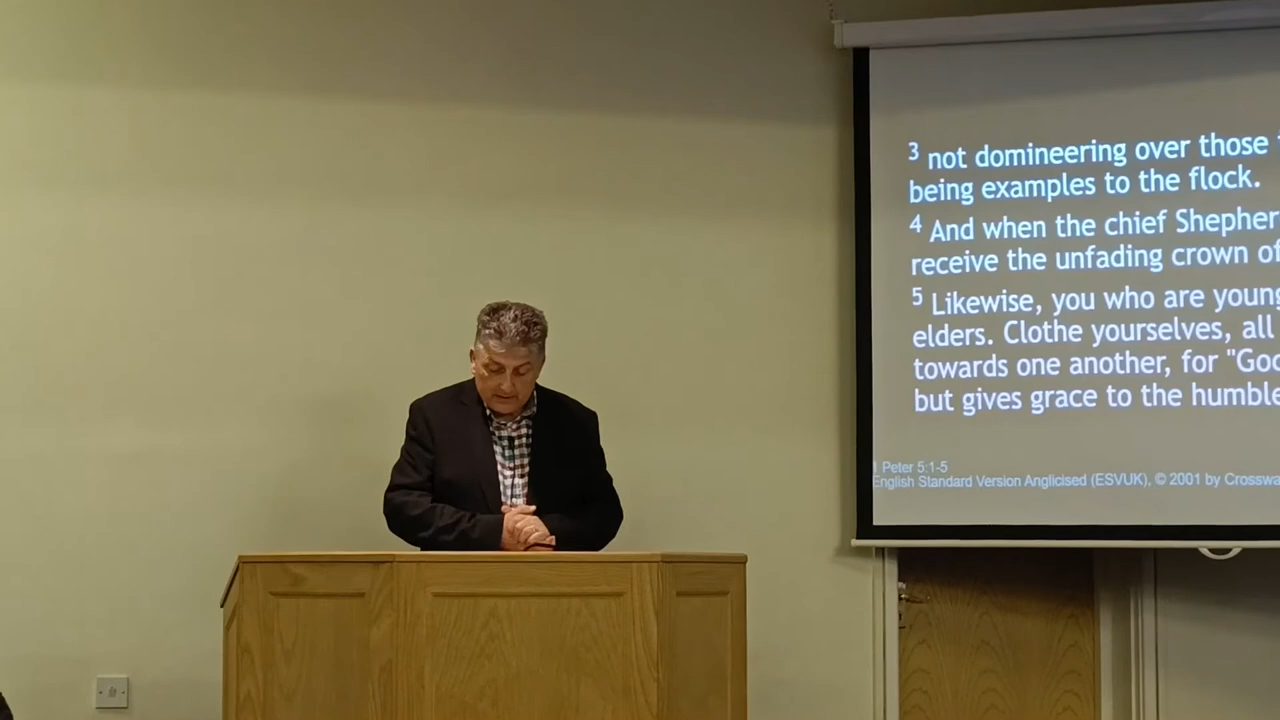 3 not domineering over those
being examples to the flock.
4 And when the chief Shepher
receive the unfading crown of
5 Likewise, you who are young
elders. Clothe yourselves, all
towards one another, for "Goc
but gives grace to the humble
1 Peter 5:1-5
English Standard Version Anglicised (ESVUK), © 2001 by Crosswa